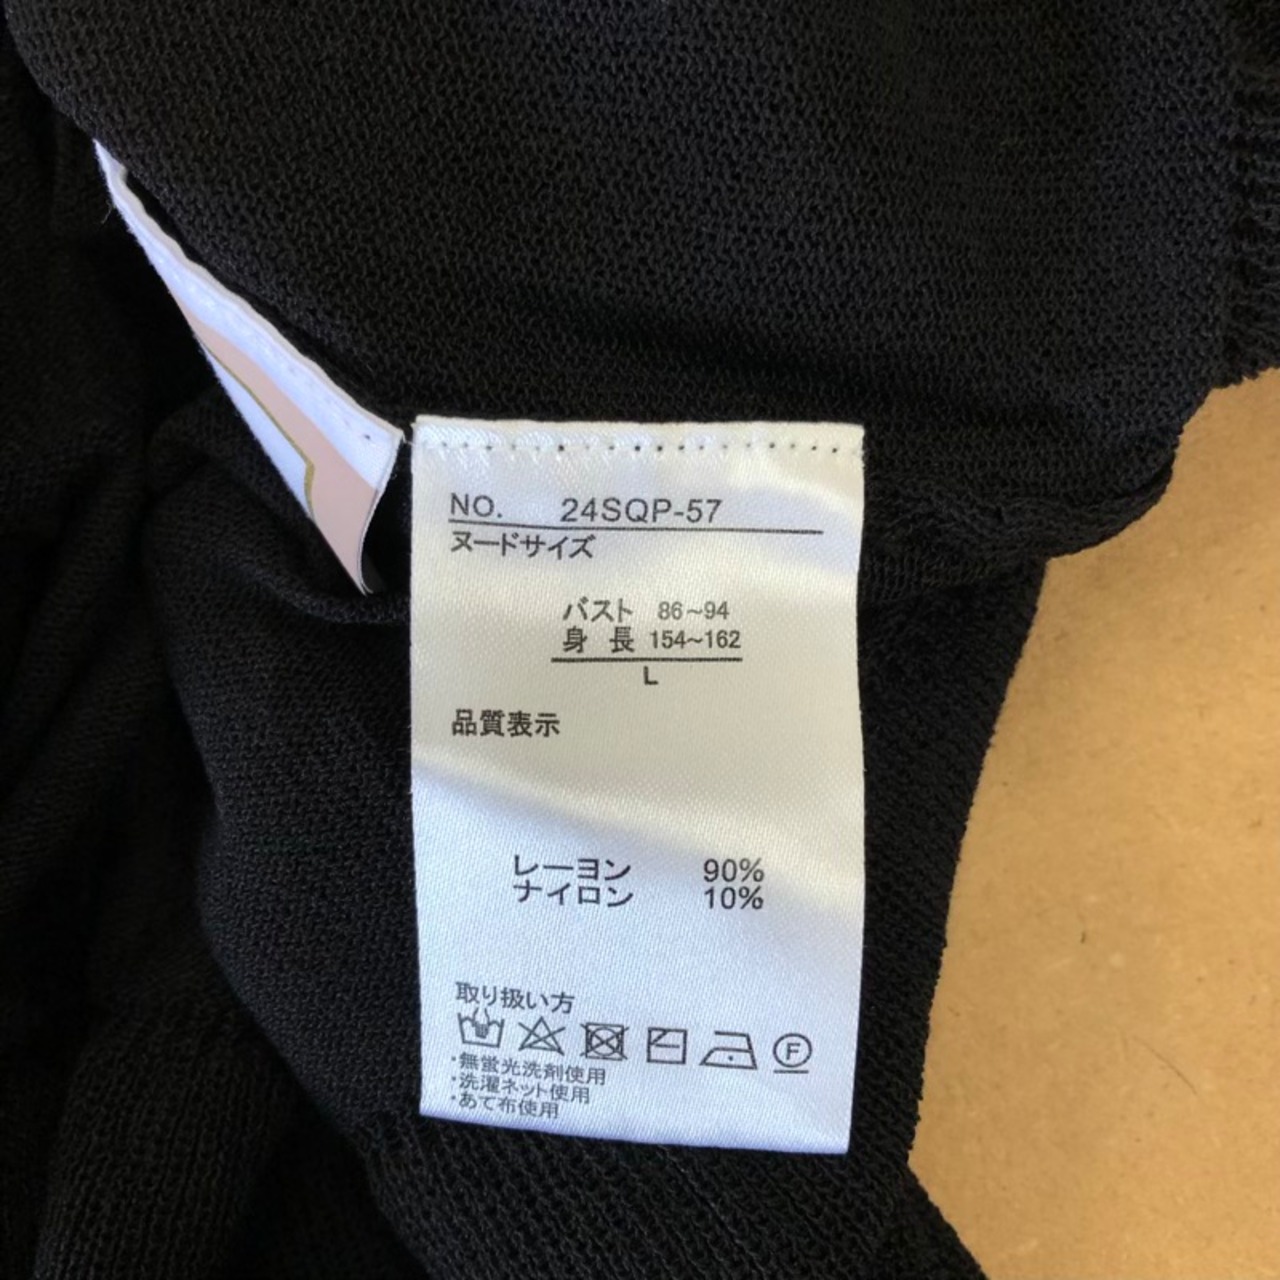 NO. 24SQP-57
ヌードサイズ
バスト 86~94
身 長 154~162
L
品質表示
レーヨン 90%
ナイロン 10%
取り扱い方
F
・無蛍光洗剤使用
・洗濯ネット使用
・あて布使用